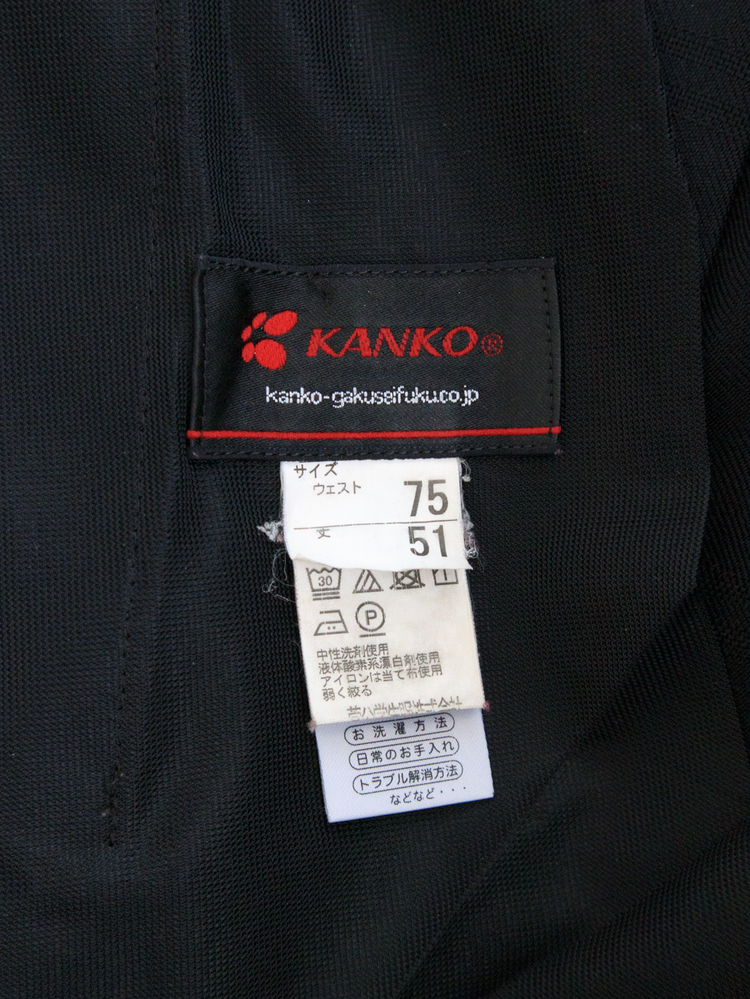 KANKO®
kanko-gakuseifuku.co.jp
サイズ
ウェスト 75
丈 51
30
P
中性洗剤使用
液体酸素系漂白剤使用
アイロンは当て布使用
弱く絞る
お洗濯方法
日常のお手入れ
トラブル解消方法
などなど・・・